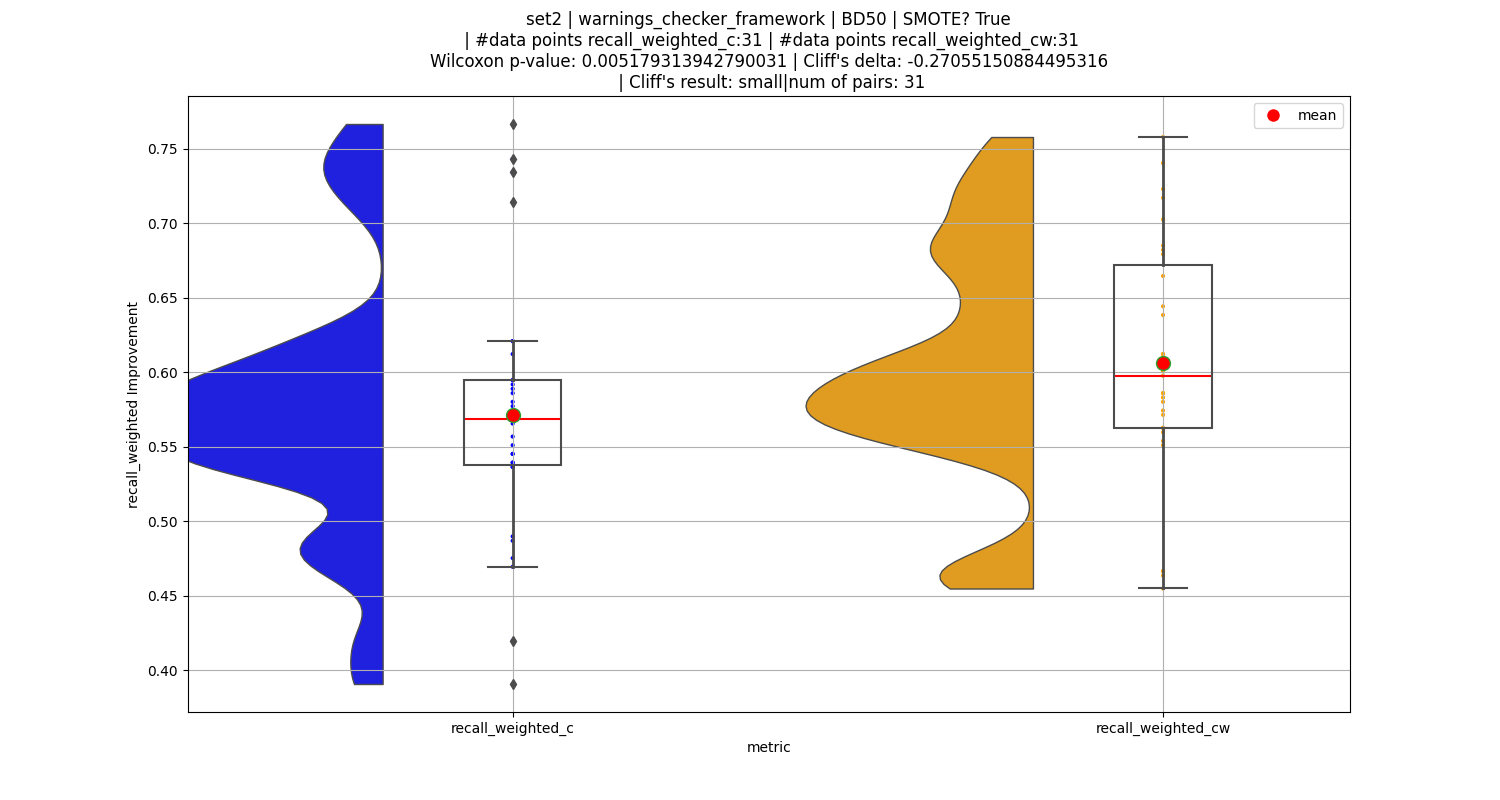 set2 | warnings_checker_framework | BD50 | SMOTE? True
| #data points recall_weighted_c:31 | #data points recall_weighted_cw:31
Wilcoxon p-value: 0.005179313942790031 | Cliff's delta: -0.27055150884495316
| Cliff's result: small|num of pairs: 31
mean
0.75
0.70
0.65
0.60
0.55
0.50
0.45
0.40
recall_weighted Improvement
recall_weighted_c
recall_weighted_cw
metric